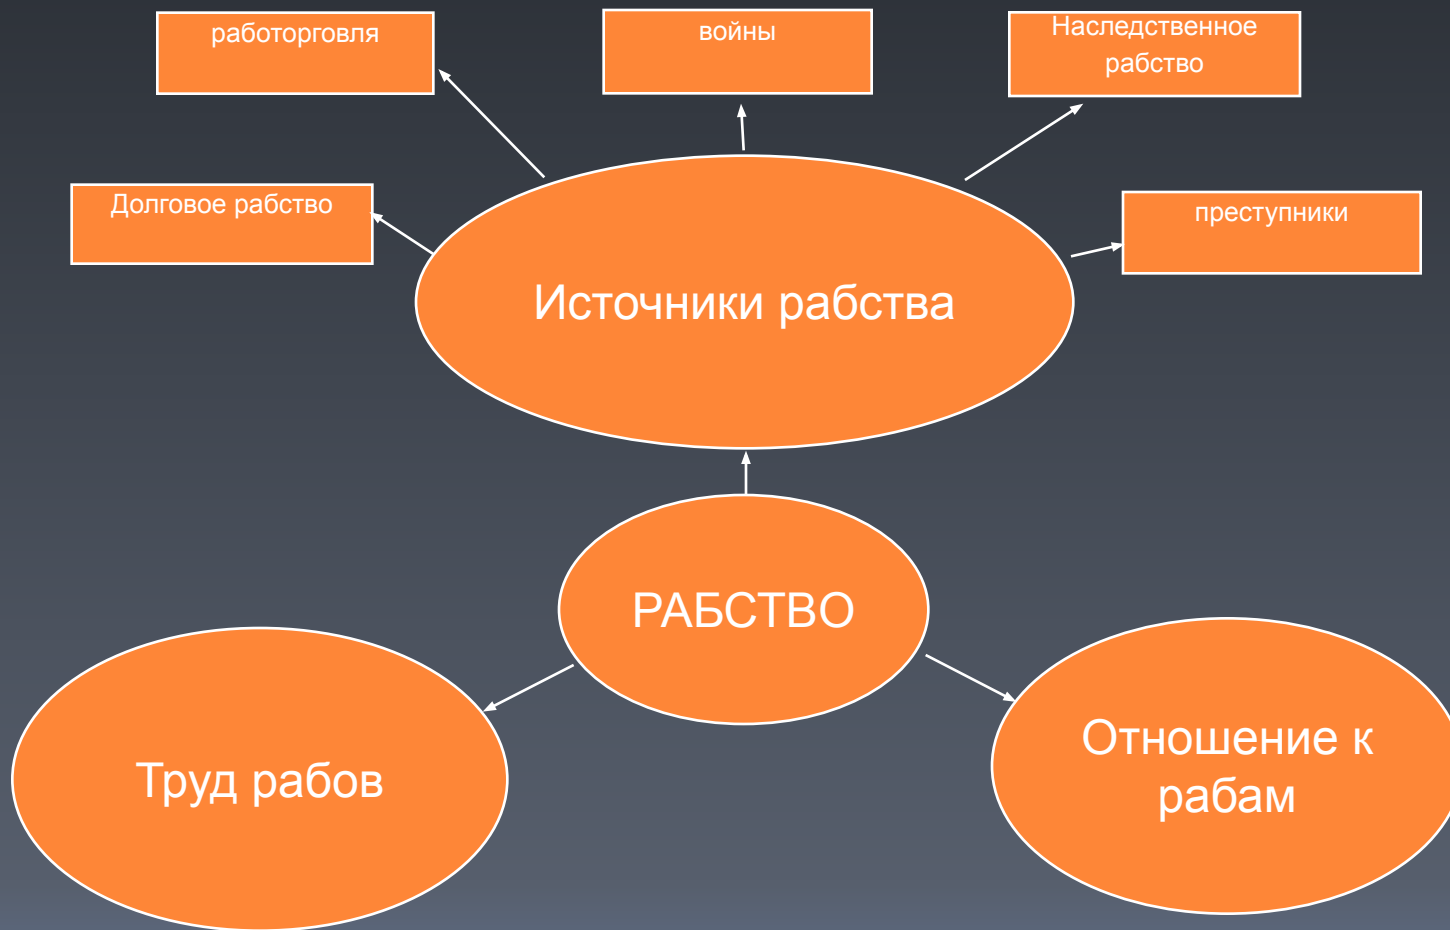 работорговля
войны
Наследственное
рабство
Долговое рабство
преступники
Источники рабства
РАБСТВО
Труд рабов
Отношение к
рабам